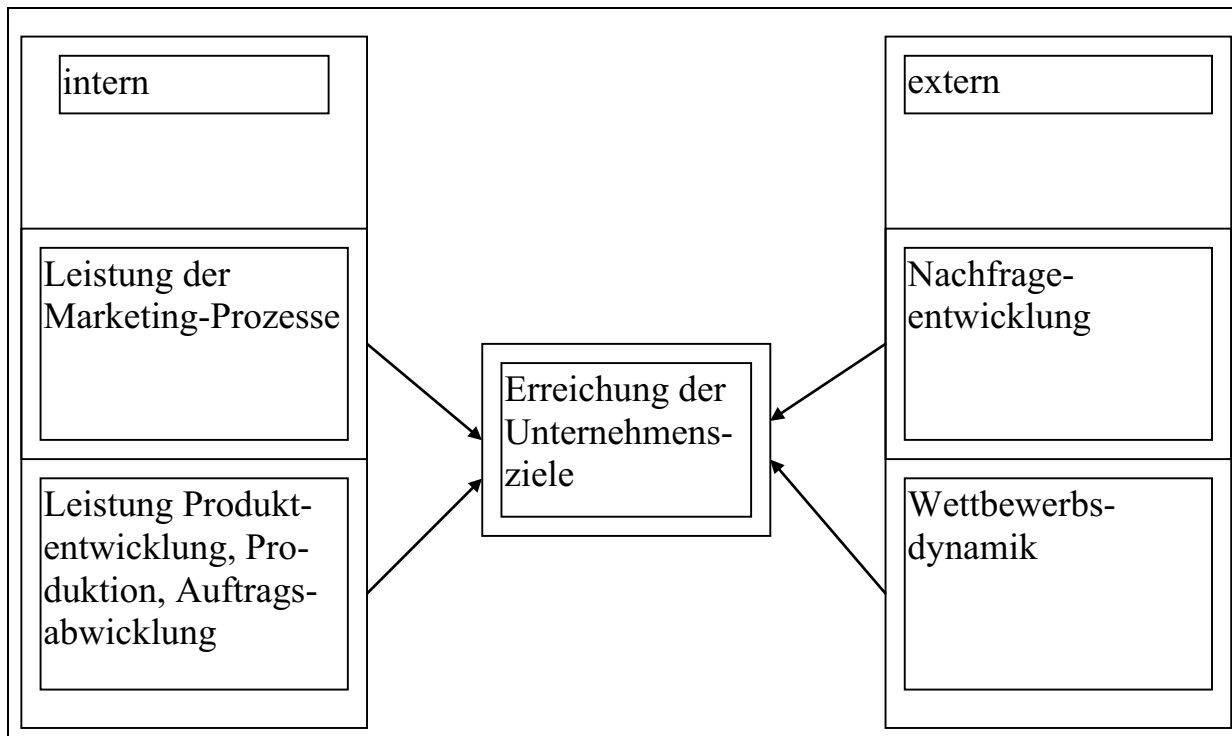 intern
Leistung der
Marketing-Prozesse
Leistung Produkt-
entwicklung, Pro-
duktion, Auftrags-
abwicklung
Erreichung der
Unternehmens-
ziele
extern
Nachfrage-
entwicklung
Wettbewerbs-
dynamik